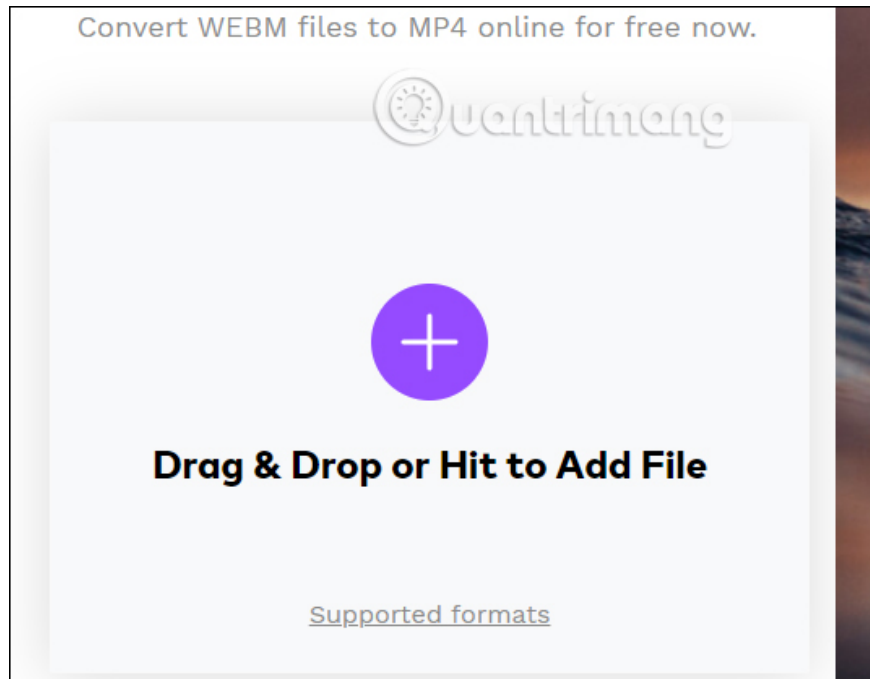 Convert WEBM files to MP4 online for free now.
Quantrimang
Drag & Drop or Hit to Add File
Supported formats